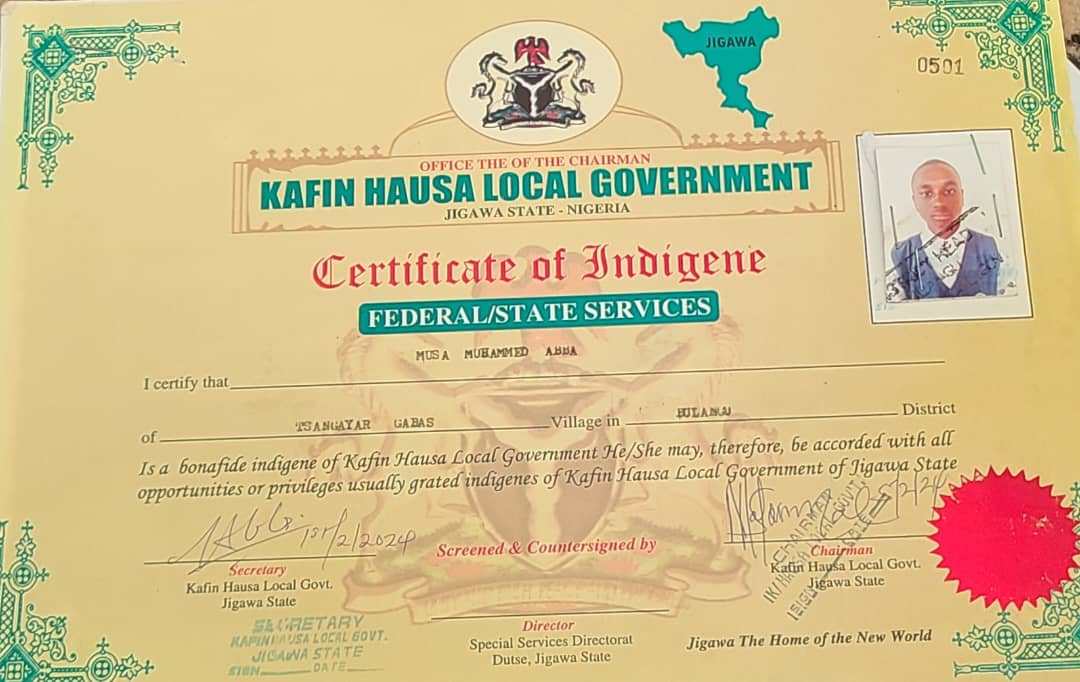 JIGAWA
0501
OFFICE THE OF THE CHAIRMAN
KAFIN HAUSA LOCAL GOVERNMENT
JIGAWA STATE - NIGERIA
Certificate of Indigene
FEDERAL/STATE SERVICES
MUSA MUHAMMED ABBA
I certify that
of TSANGAYAR GABAS Village in BULANGU District
Is a bonafide indigene of Kafin Hausa Local Government He/She may, therefore, be accorded with all
opportunities or privileges usually grated indigenes of Kafin Hausa Local Government of Jigawa State
15/2/2024
Screened & Countersigned by
Secretary
Kafin Hausa Local Govt.
Jigawa State
Chairman
Kafin Hausa Local Govt.
Jigawa State
CHAIRMAN
SECRETARY
KAFIN HAUSA LOCAL GOVT.
JIGAWA STATE
SIGN DATE
Director
Special Services Directorat
Dutse, Jigawa State
Jigawa The Home of the New World